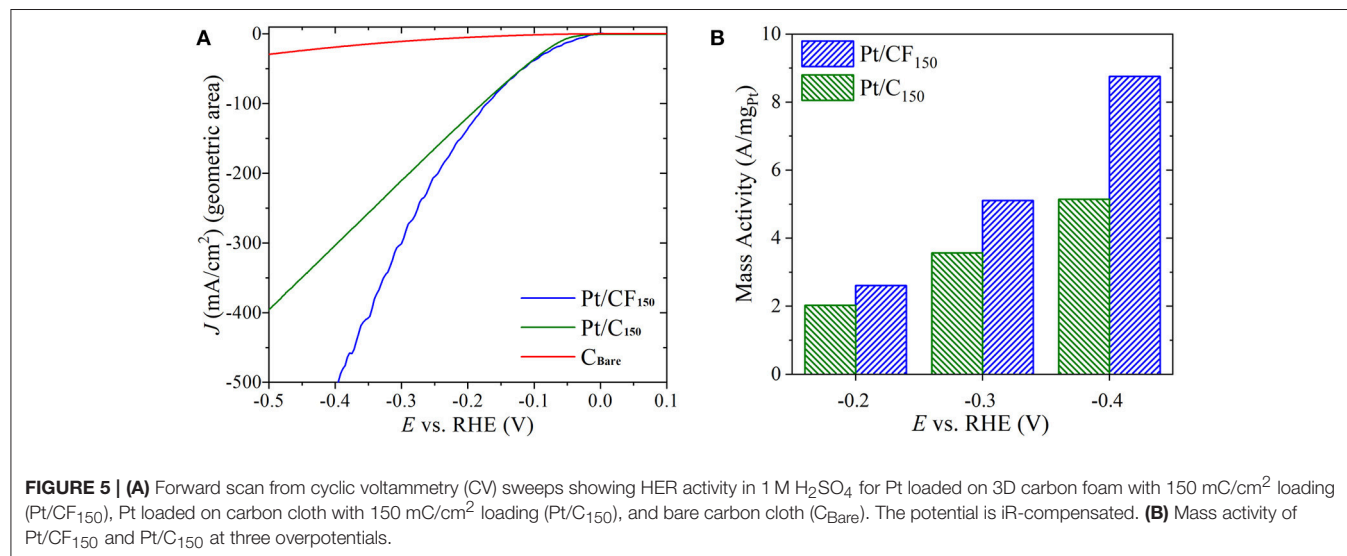 A
0
-100
-200
-300
-400
-500
J (mA/cm²) (geometric area)
-0.5 -0.4 -0.3 -0.2 -0.1 0.0 0.1
E vs. RHE (V)
Pt/CF₁₅₀
Pt/C₁₅₀
C_Bare
B
10
8
6
4
2
0
Mass Activity (A/mg_Pt)
Pt/CF₁₅₀
Pt/C₁₅₀
-0.2 -0.3 -0.4
E vs. RHE (V)
FIGURE 5 | (A) Forward scan from cyclic voltammetry (CV) sweeps showing HER activity in 1 M H₂SO₄ for Pt loaded on 3D carbon foam with 150 mC/cm² loading
(Pt/CF₁₅₀), Pt loaded on carbon cloth with 150 mC/cm² loading (Pt/C₁₅₀), and bare carbon cloth (C_Bare). The potential is iR-compensated. (B) Mass activity of
Pt/CF₁₅₀ and Pt/C₁₅₀ at three overpotentials.